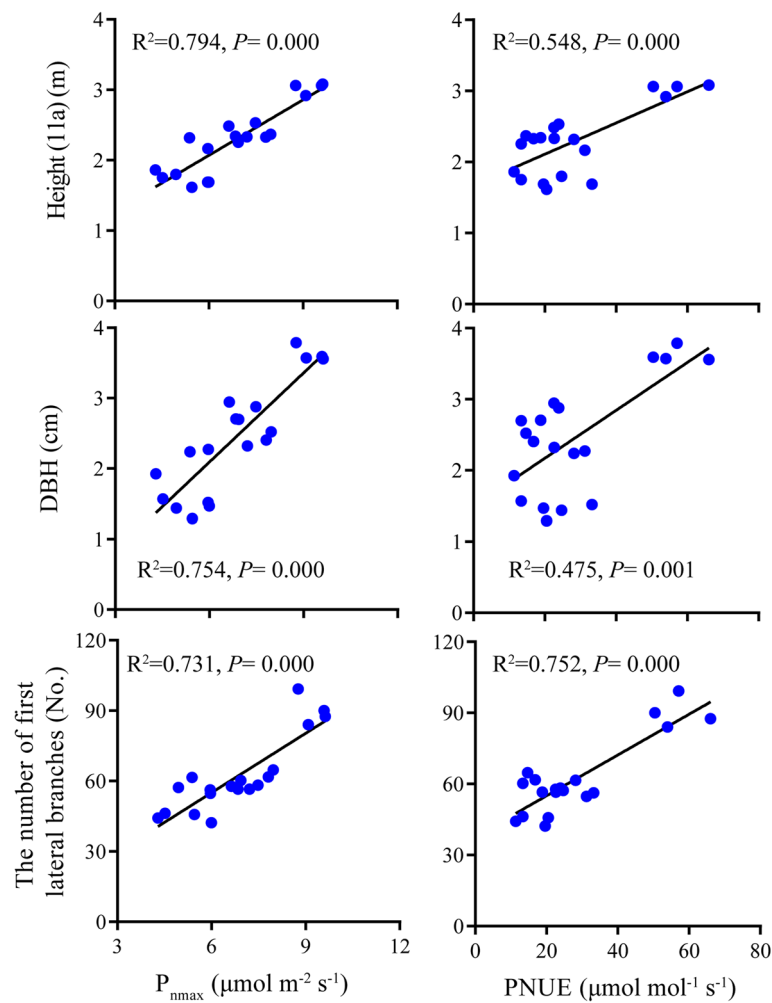 R²=0.794, P= 0.000
4
3
2
1
0
Height (11a) (m)
R²=0.548, P= 0.000
4
3
2
1
0
4
3
2
1
0
DBH (cm)
R²=0.754, P= 0.000
4
3
2
1
0
R²=0.475, P= 0.001
R²=0.731, P= 0.000
120
90
60
30
0
The number of first
lateral branches (No.)
3 6 9 12
Pnmax (μmol m⁻² s⁻¹)
R²=0.752, P= 0.000
120
90
60
30
0
0 20 40 60 80
PNUE (μmol mol⁻¹ s⁻¹)